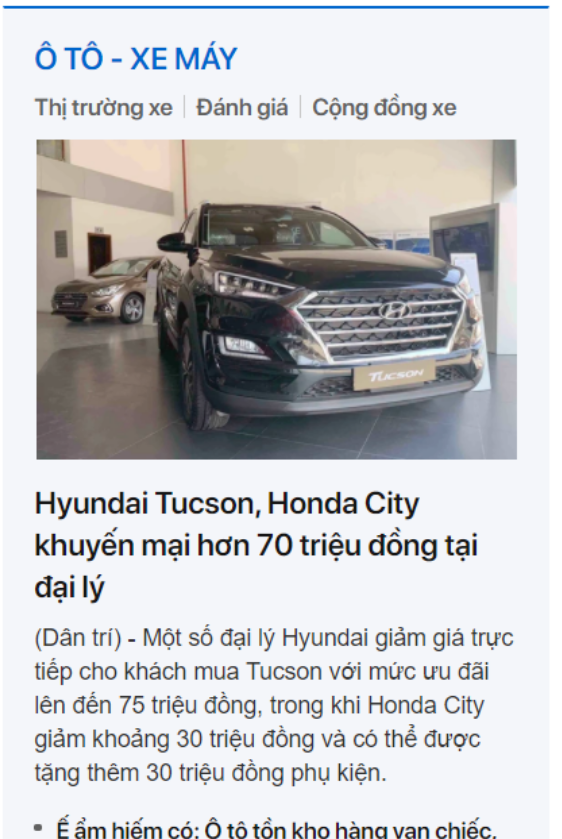 Ô TÔ - XE MÁY
Thị trường xe | Đánh giá | Cộng đồng xe
TUCSON
Hyundai Tucson, Honda City
khuyến mại hơn 70 triệu đồng tại
đại lý
(Dân trí) - Một số đại lý Hyundai giảm giá trực
tiếp cho khách mua Tucson với mức ưu đãi
lên đến 75 triệu đồng, trong khi Honda City
giảm khoảng 30 triệu đồng và có thể được
tặng thêm 30 triệu đồng phụ kiện.
Ế ẩm hiếm có: Ô tô tồn kho hàng vạn chiếc,